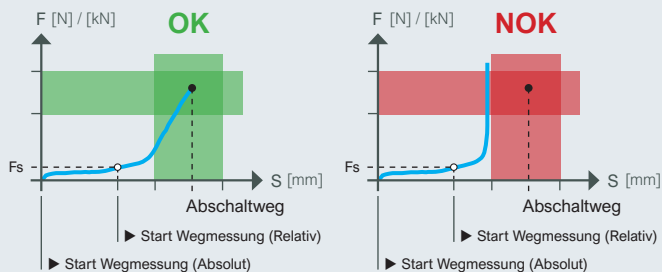 F [N] / [kN]
OK
Fs
S [mm]
Abschaltweg
▶ Start Wegmessung (Relativ)
▶ Start Wegmessung (Absolut)
F [N] / [kN]
NOK
Fs
S [mm]
Abschaltweg
▶ Start Wegmessung (Relativ)
▶ Start Wegmessung (Absolut)